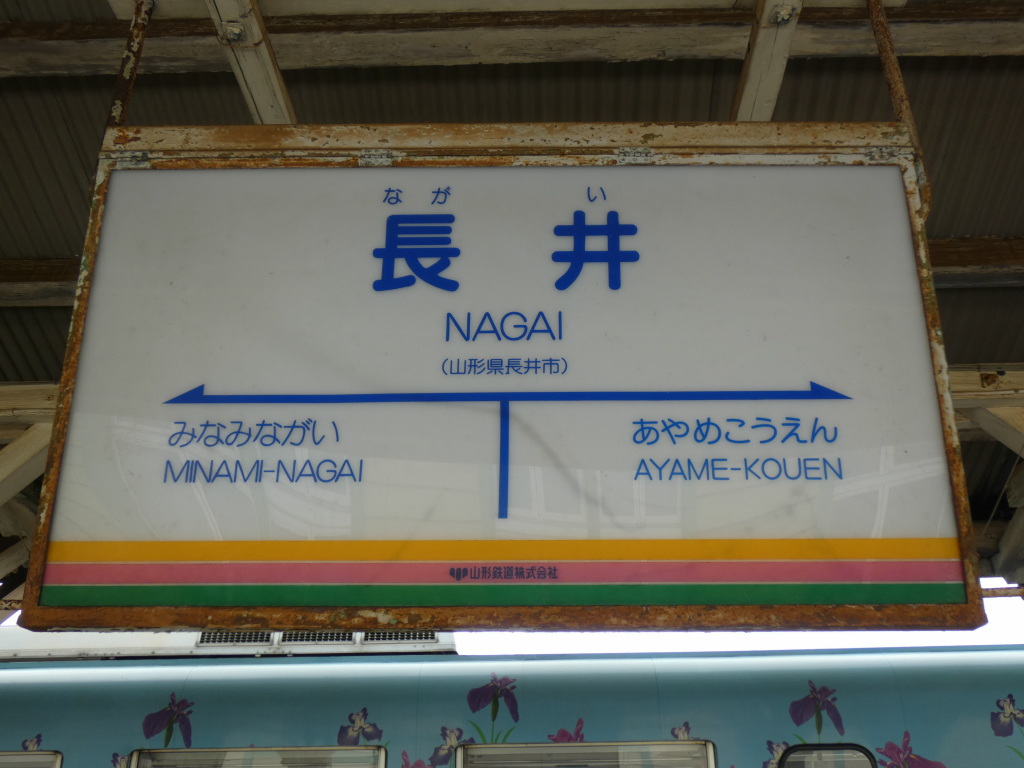 ながい
長井
NAGAI
(山形県長井市)
みなみながい
MINAMI-NAGAI
あやめこうえん
AYAME-KOUEN
山形鉄道株式会社